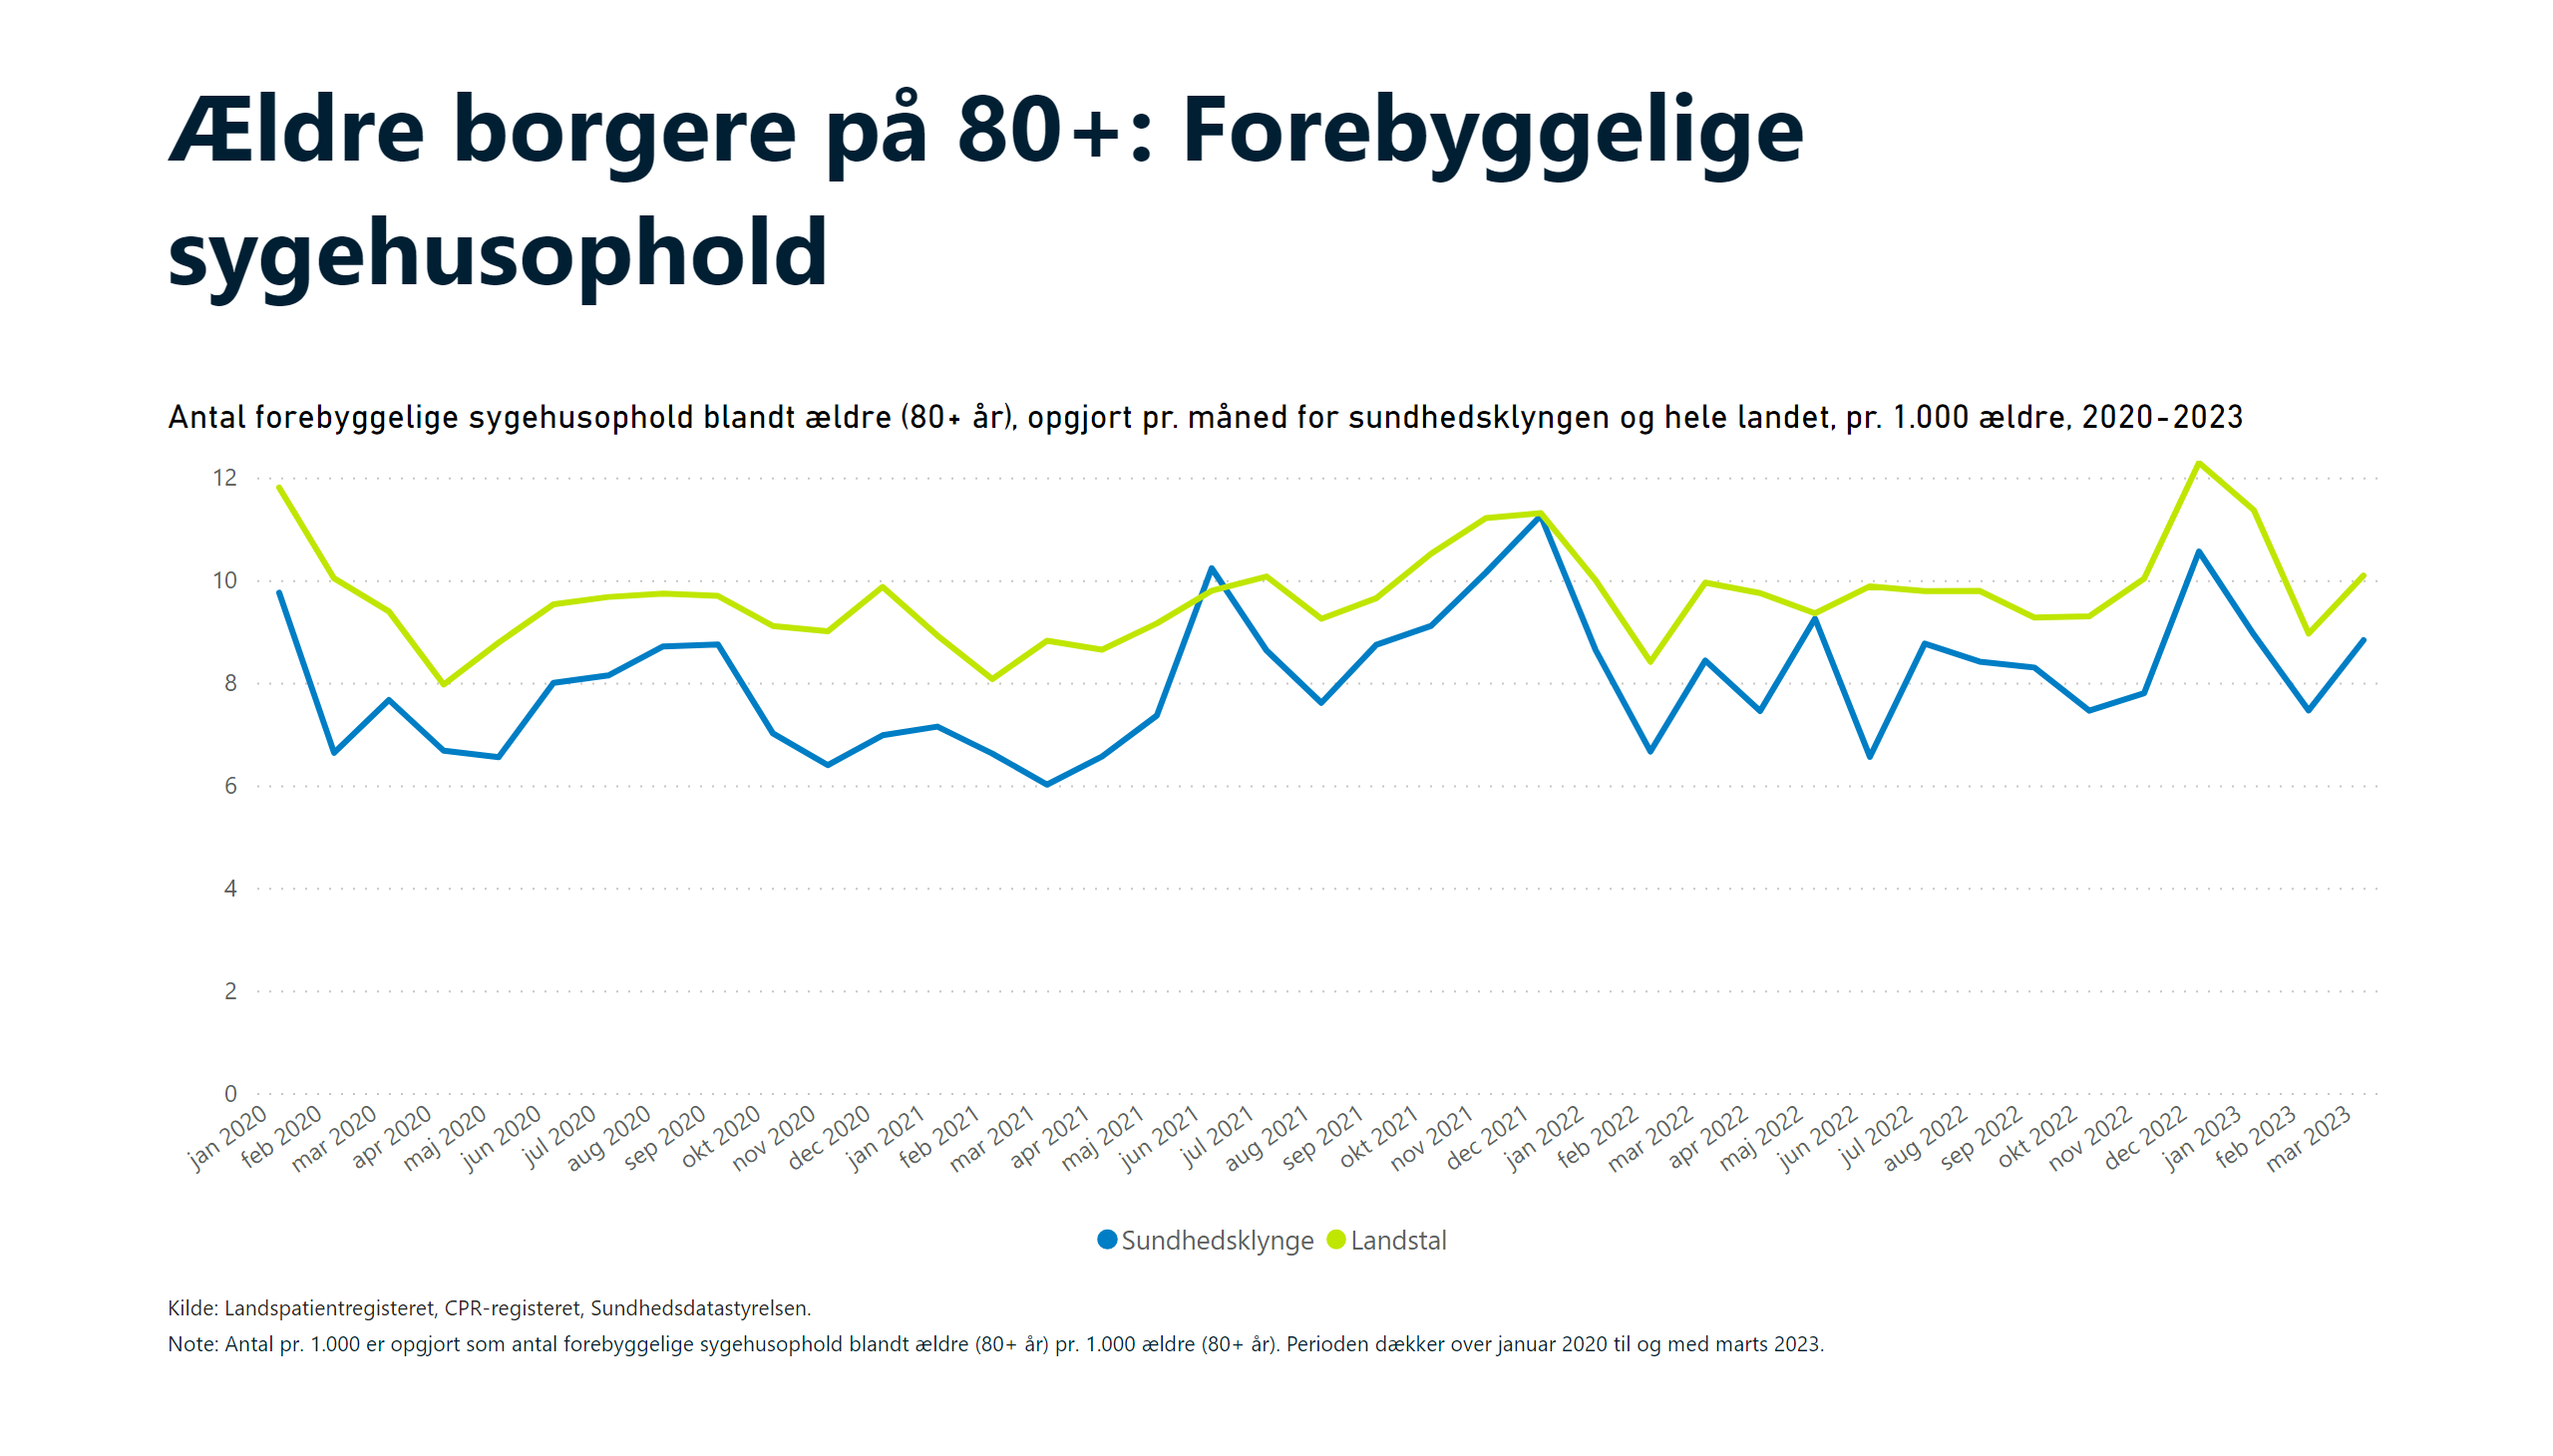 Ældre borgere på 80+: Forebyggelige
sygehusophold
Antal forebyggelige sygehusophold blandt ældre (80+ år), opgjort pr. måned for sundhedsklyngen og hele landet, pr. 1.000 ældre, 2020-2023
12
10
8
6
4
2
0
jan 2020
feb 2020
mar 2020
apr 2020
maj 2020
jun 2020
jul 2020
aug 2020
sep 2020
okt 2020
nov 2020
dec 2020
jan 2021
feb 2021
mar 2021
apr 2021
maj 2021
jun 2021
jul 2021
aug 2021
sep 2021
okt 2021
nov 2021
dec 2021
jan 2022
feb 2022
mar 2022
apr 2022
maj 2022
jun 2022
jul 2022
aug 2022
sep 2022
okt 2022
nov 2022
dec 2022
jan 2023
feb 2023
mar 2023
Sundhedsklynge Landstal
Kilde: Landspatientregisteret, CPR-registeret, Sundhedsdatastyrelsen.
Note: Antal pr. 1.000 er opgjort som antal forebyggelige sygehusophold blandt ældre (80+ år) pr. 1.000 ældre (80+ år). Perioden dækker over januar 2020 til og med marts 2023.